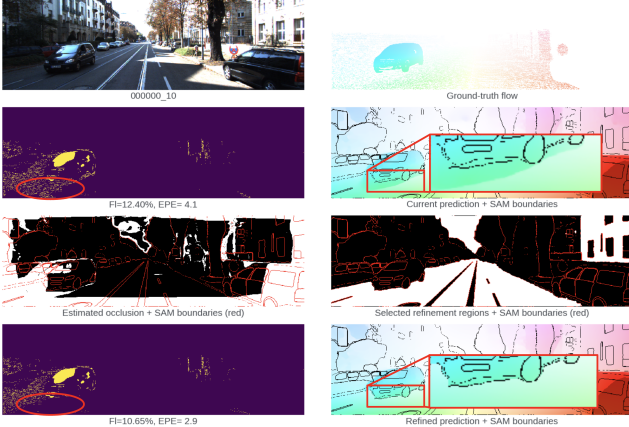 000000_10
Ground-truth flow
Fl=12.40%, EPE= 4.1
Current prediction + SAM boundaries
Estimated occlusion + SAM boundaries (red)
Selected refinement regions + SAM boundaries (red)
Fl=10.65%, EPE= 2.9
Refined prediction + SAM boundaries